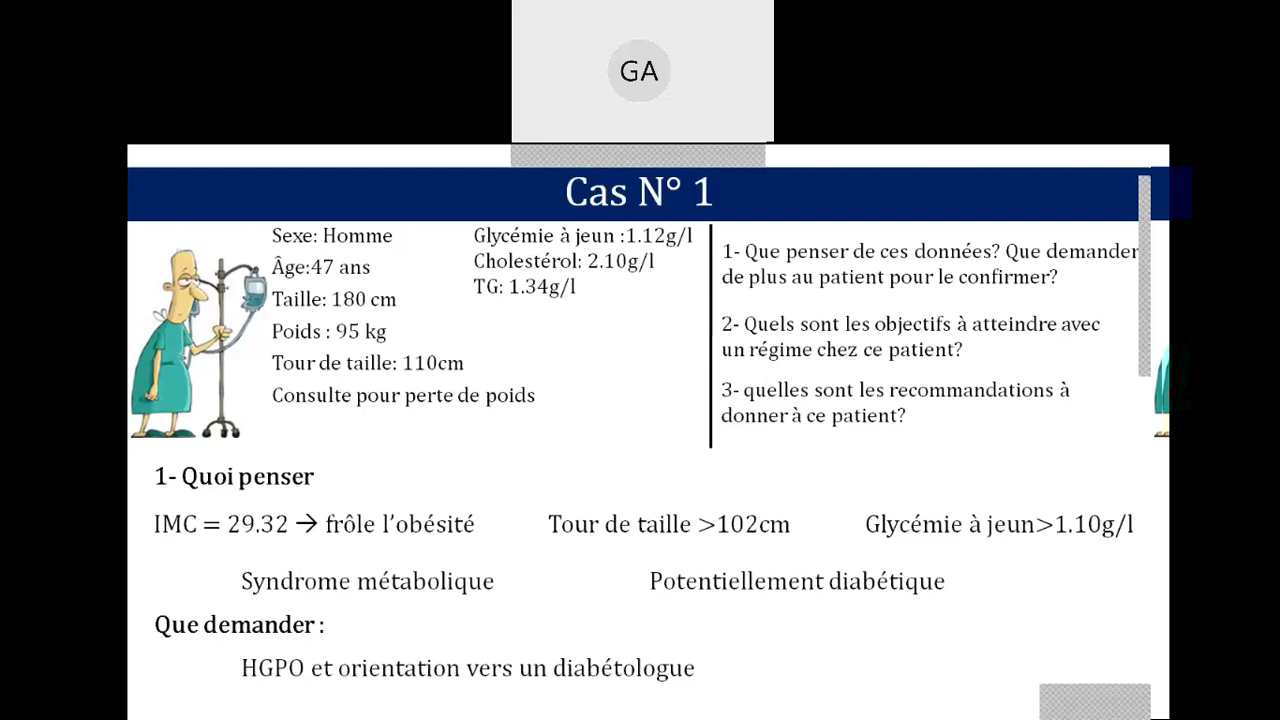 GA
Cas N° 1
Sexe: Homme
Âge:47 ans
Taille: 180 cm
Poids : 95 kg
Tour de taille: 110cm
Consulte pour perte de poids
Glycémie à jeun :1.12g/l
Cholestérol: 2.10g/l
TG: 1.34g/l
1- Que penser de ces données? Que demander
de plus au patient pour le confirmer?
2- Quels sont les objectifs à atteindre avec
un régime chez ce patient?
3- quelles sont les recommandations à
donner à ce patient?
1- Quoi penser
IMC = 29.32 → frôle l’obésité
Tour de taille >102cm
Glycémie à jeun>1.10g/l
Syndrome métabolique
Potentiellement diabétique
Que demander :
HGPO et orientation vers un diabétologue